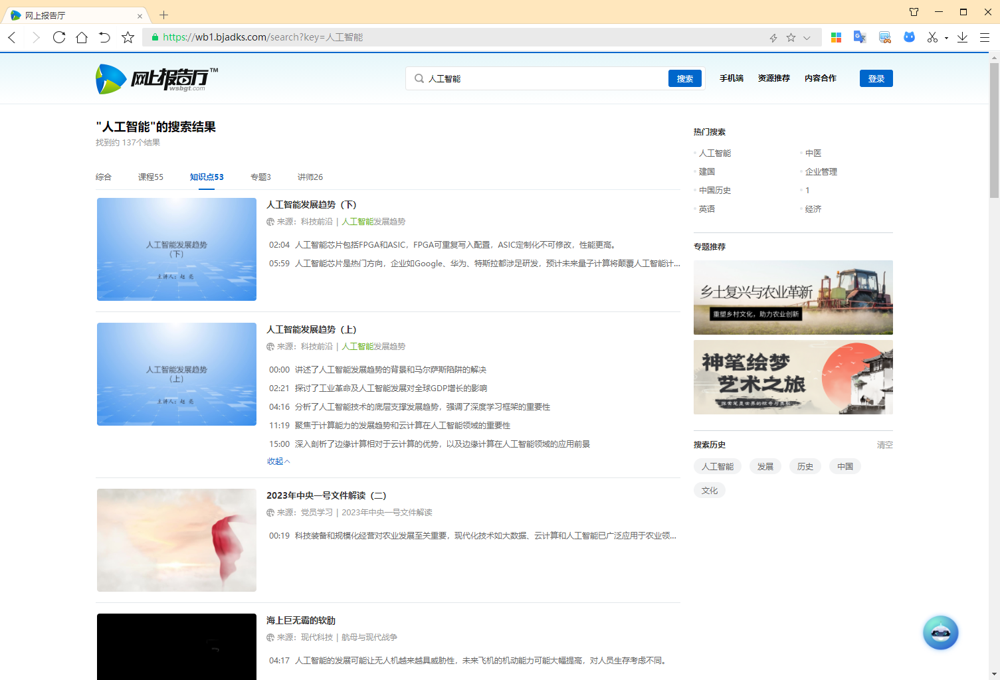 网上报告厅
https://wb1.bjadks.com/search?key=人工智能
网上报告厅™
wsbgt.com
人工智能
搜索
手机端
资源推荐
内容合作
登录
"人工智能"的搜索结果
找到约 137个结果
综合
课程55
知识点53
专题3
讲师26
人工智能发展趋势
（下）
主讲人：赵 亮
人工智能发展趋势（下）
来源：科技前沿 | 人工智能发展趋势
02:04 人工智能芯片包括FPGA和ASIC，FPGA可重复写入配置，ASIC定制化不可修改，性能更高。
05:59 人工智能芯片是热门方向，企业如Google、华为、特斯拉都涉足研发，预计未来量子计算将颠覆人工智能计...
人工智能发展趋势
（上）
主讲人：赵 亮
人工智能发展趋势（上）
来源：科技前沿 | 人工智能发展趋势
00:00 讲述了人工智能发展趋势的背景和马尔萨斯陷阱的解决
02:21 探讨了工业革命及人工智能发展对全球GDP增长的影响
04:16 分析了人工智能技术的底层支撑发展趋势，强调了深度学习框架的重要性
11:19 聚焦于计算能力的发展趋势和云计算在人工智能领域的重要性
15:00 深入剖析了边缘计算相对于云计算的优势，以及边缘计算在人工智能领域的应用前景
收起
2023年中央一号文件解读（二）
来源：党员学习 | 2023年中央一号文件解读
00:19 科技装备和规模化经营对农业发展至关重要，现代化技术如大数据、云计算和人工智能已广泛应用于农业领...
海上巨无霸的软肋
来源：现代科技 | 航母与现代战争
04:17 人工智能的发展可能让无人机越来越具威胁性，未来飞机的机动能力可能大幅提高，对人员生存考虑不同。
热门搜索
人工智能
中医
建国
企业管理
中国历史
1
英语
经济
专题推荐
乡土复兴与农业革新
重塑乡村文化，助力农业创新
神笔绘梦
艺术之旅
搜索历史
清空
人工智能
发展
历史
中国
文化